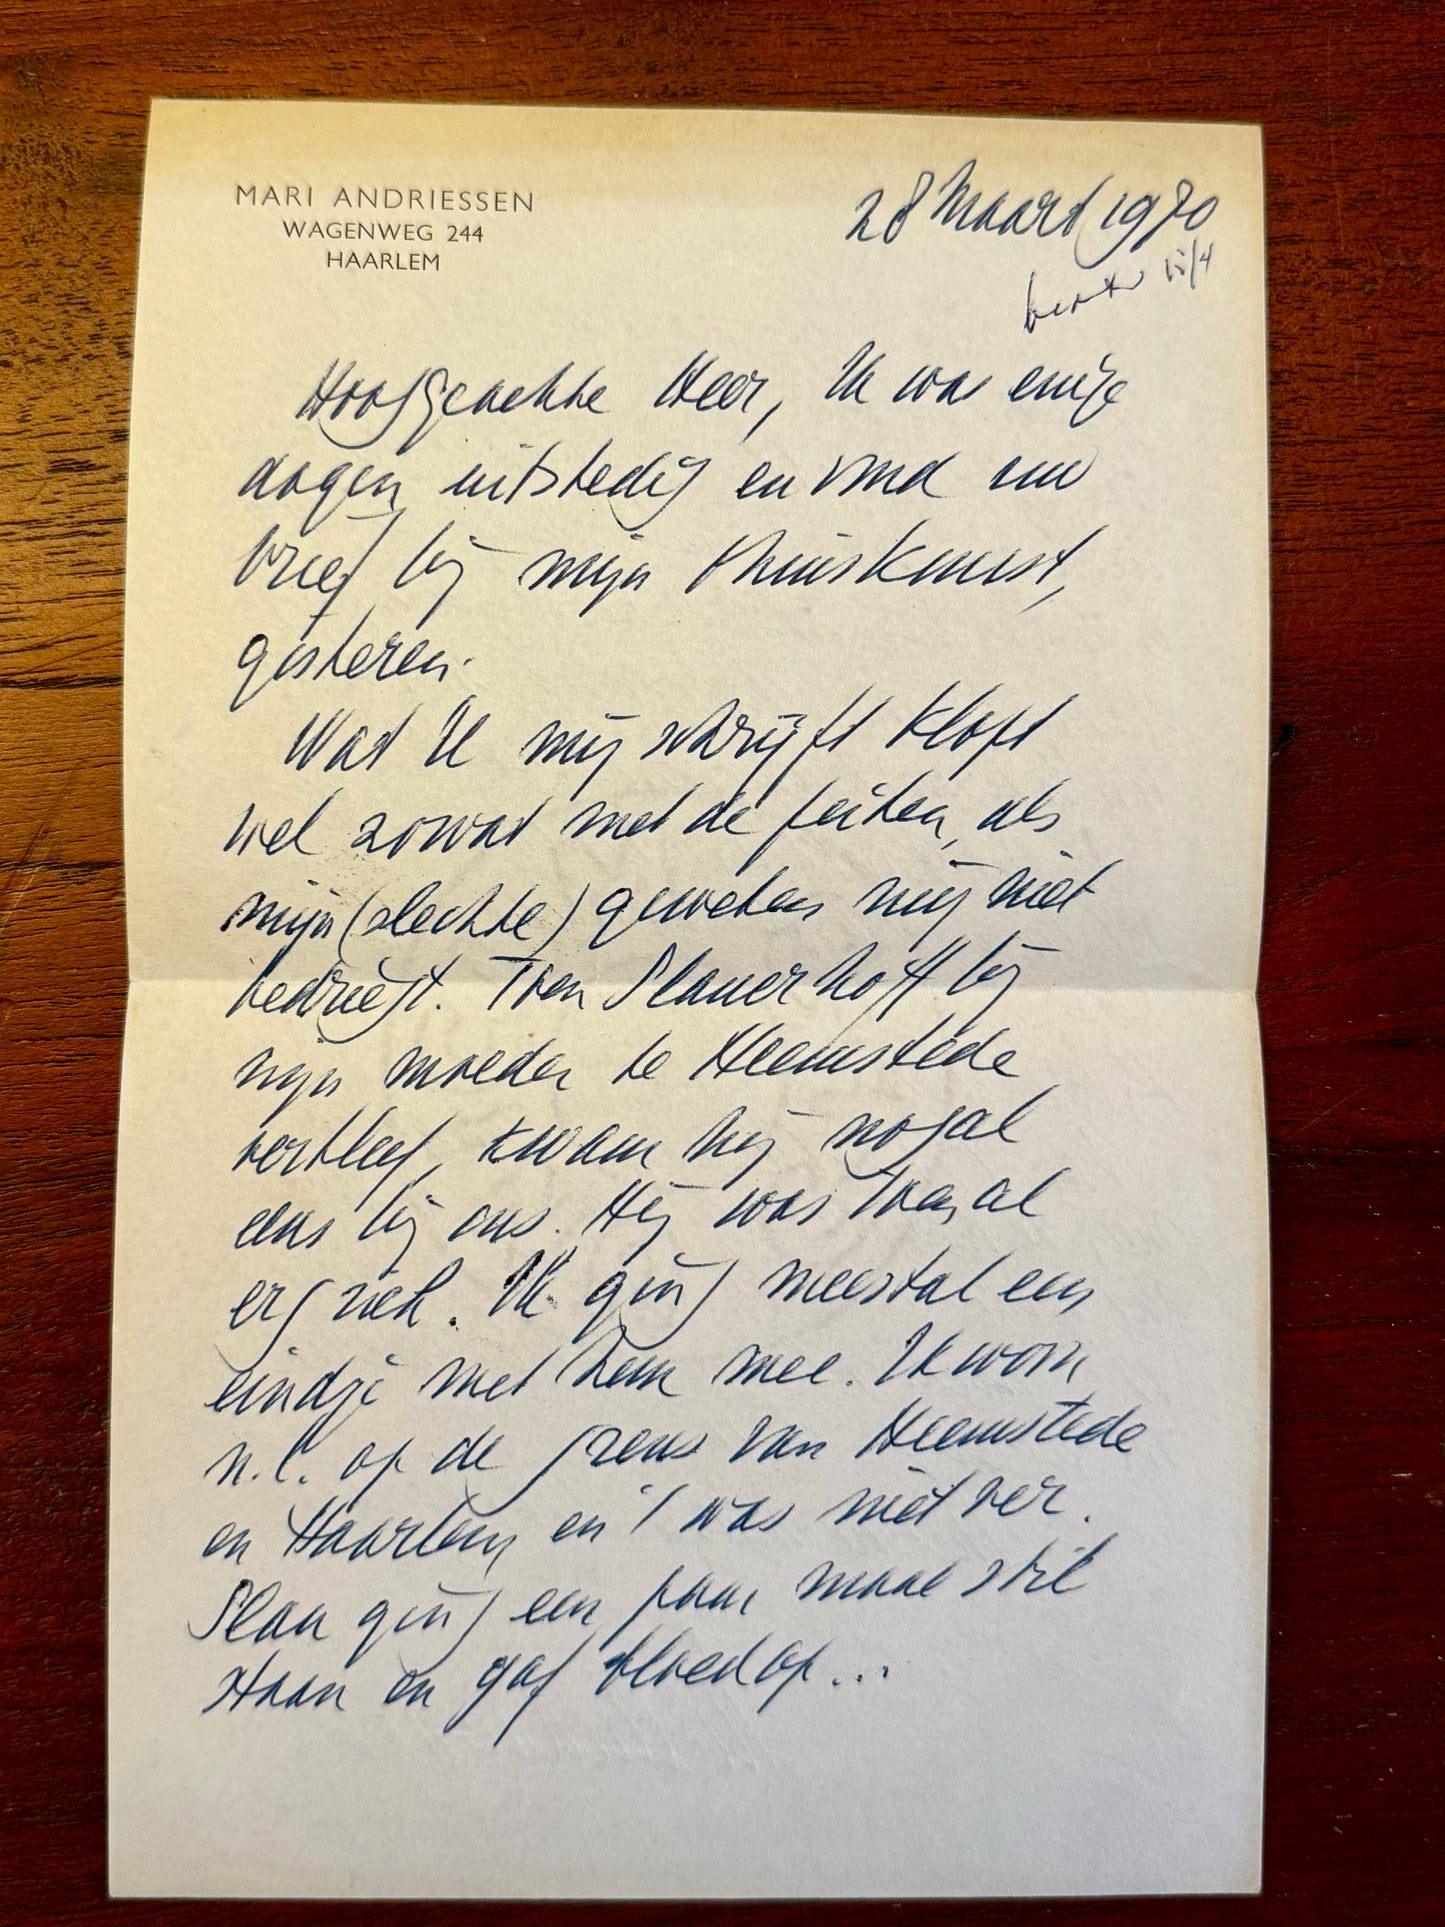 MARI ANDRIESSEN
WAGENWEG 244
HAARLEM
28 Maart 1970
15/4
Hooggeachte Heer, Ik was enige
dagen uitstedig en vond uw
brief bij mijn thuiskomst,
gisteren.
Wat U mij schrijft klopt
wel zowat met de feiten, als
mijn (slechte) geweten mij niet
bedriegt. Toen Slauerhoff bij
mijn moeder te Heemstede
verbleef, kwam hij nogal
eens bij ons. Hij was toen al
erg ziek. Ik ging meestal een
eindje met hem mee. Ik woon
n.l. op de grens van Heemstede
en Haarlem en 't was niet ver.
Slau ging een paar maal stil
staan en gaf bloed op...